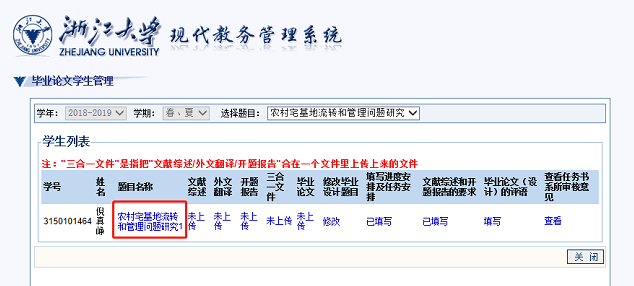 浙江大学 现代教务管理系统
ZHEJIANG UNIVERSITY
毕业论文学生管理
学年: 2018-2019 学期: 春、夏 选择题目: 农村宅基地流转和管理问题研究
学生列表
注："三合一文件"是指把"文献综述/外文翻译/开题报告"合在一个文件里上传上来的文件
学号 姓名 题目名称 文献综述 外文翻译 开题报告 三合一文件 毕业论文 修改毕业设计题目 填写进度安排及任务安排 文献综述和开题报告的要求 毕业论文（设计）的评语 查看任务书系所审核意见
3150101464 倪真峥 农村宅基地流转和管理问题研究1 未上传 未上传 未上传 未上传 未上传 修改 已填写 已填写 填写 查看
关 闭